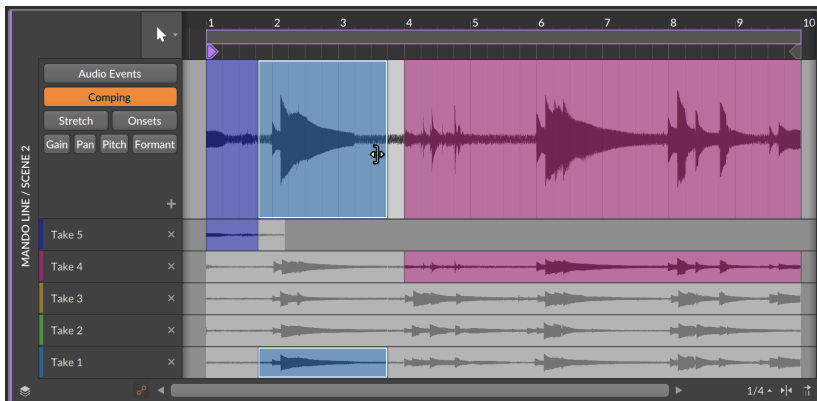 1 2 3 4 5 6 7 8 9 10
MANDO LINE / SCENE 2
Audio Events
Comping
Stretch Onsets
Gain Pan Pitch Formant
+
Take 5 ×
Take 4 ×
Take 3 ×
Take 2 ×
Take 1 ×
1/4